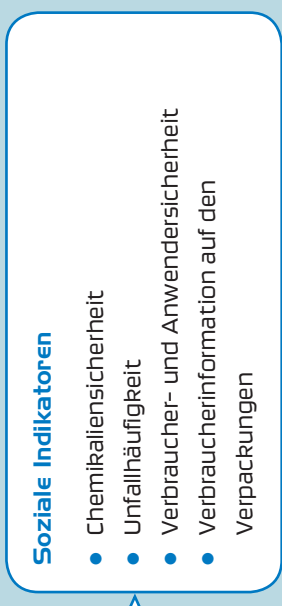 Soziale Indikatoren
● Chemikaliensicherheit
● Unfallhäufigkeit
● Verbraucher- und Anwendersicherheit
● Verbraucherinformation auf den
Verpackungen